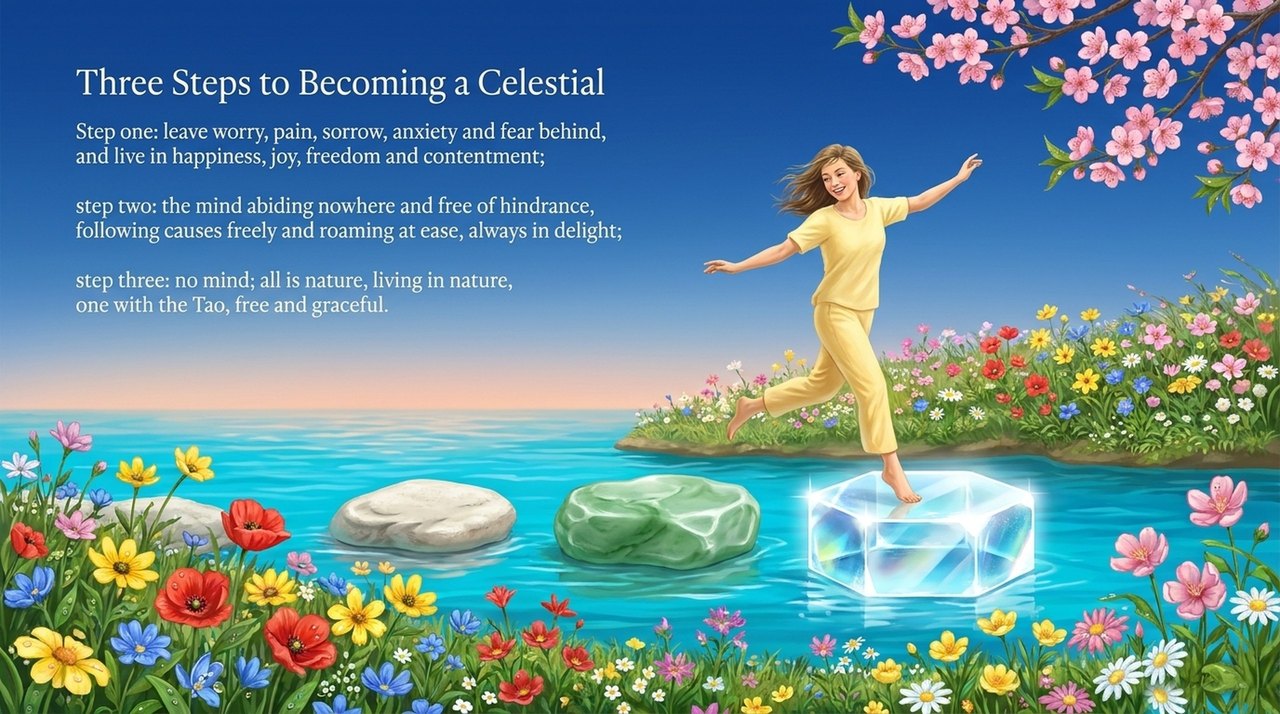 Three Steps to Becoming a Celestial
Step one: leave worry, pain, sorrow, anxiety and fear behind,
and live in happiness, joy, freedom and contentment;
step two: the mind abiding nowhere and free of hindrance,
following causes freely and roaming at ease, always in delight;
step three: no mind; all is nature, living in nature,
one with the Tao, free and graceful.